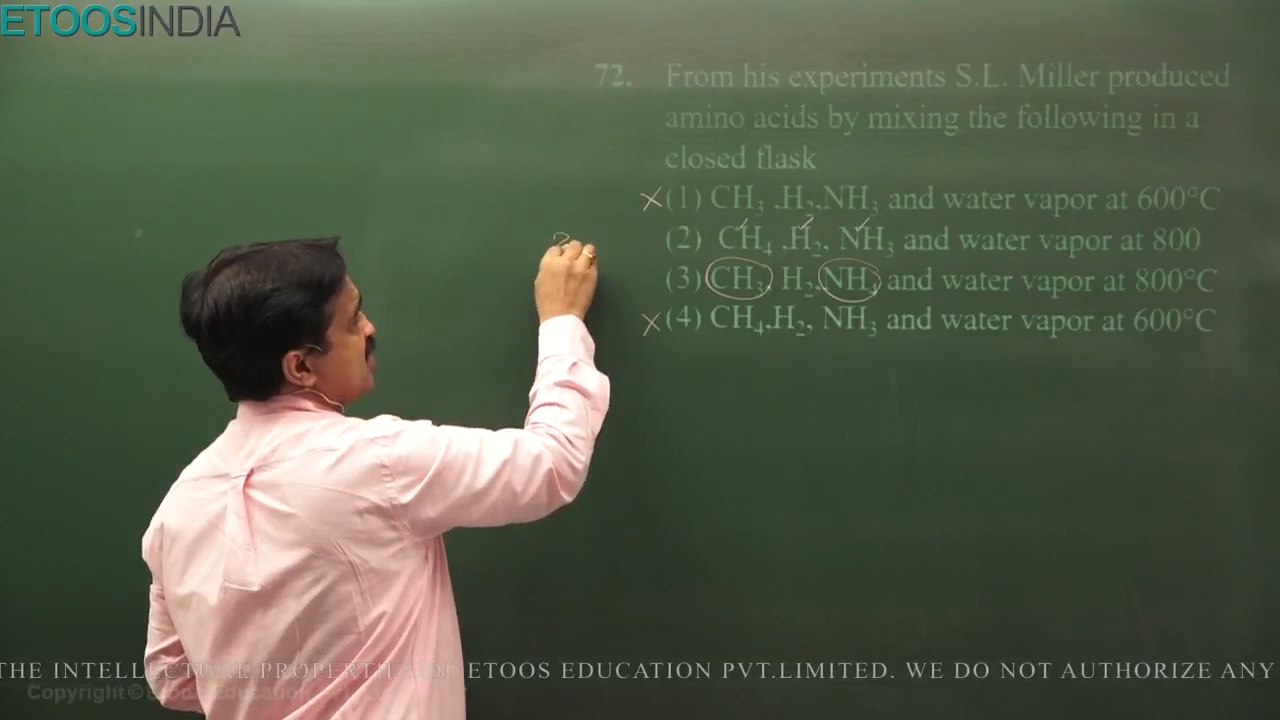 ETOOSINDIA
72. From his experiments S.L. Miller produced
amino acids by mixing the following in a
closed flask
(1) CH₃ ,H₂,NH₃ and water vapor at 600°C
(2) CH₄ ,H₂, NH₃ and water vapor at 800
(3) CH₃, H₂,NH₃ and water vapor at 800°C
(4) CH₄,H₂, NH₃ and water vapor at 600°C
THE INTELLECTUAL PROPERTIES OF ETOOS EDUCATION PVT.LIMITED. WE DO NOT AUTHORIZE ANY
Copyright © Etoos Education